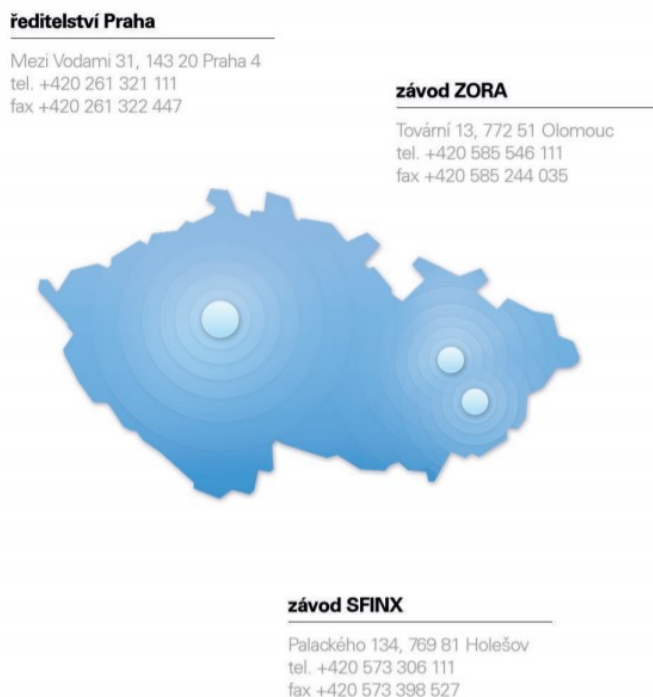 ředitelství Praha
Mezi Vodami 31, 143 20 Praha 4
tel. +420 261 321 111
fax +420 261 322 447
závod ZORA
Tovární 13, 772 51 Olomouc
tel. +420 585 546 111
fax +420 585 244 035
závod SFINX
Palackého 134, 769 81 Holešov
tel. +420 573 306 111
fax +420 573 398 527